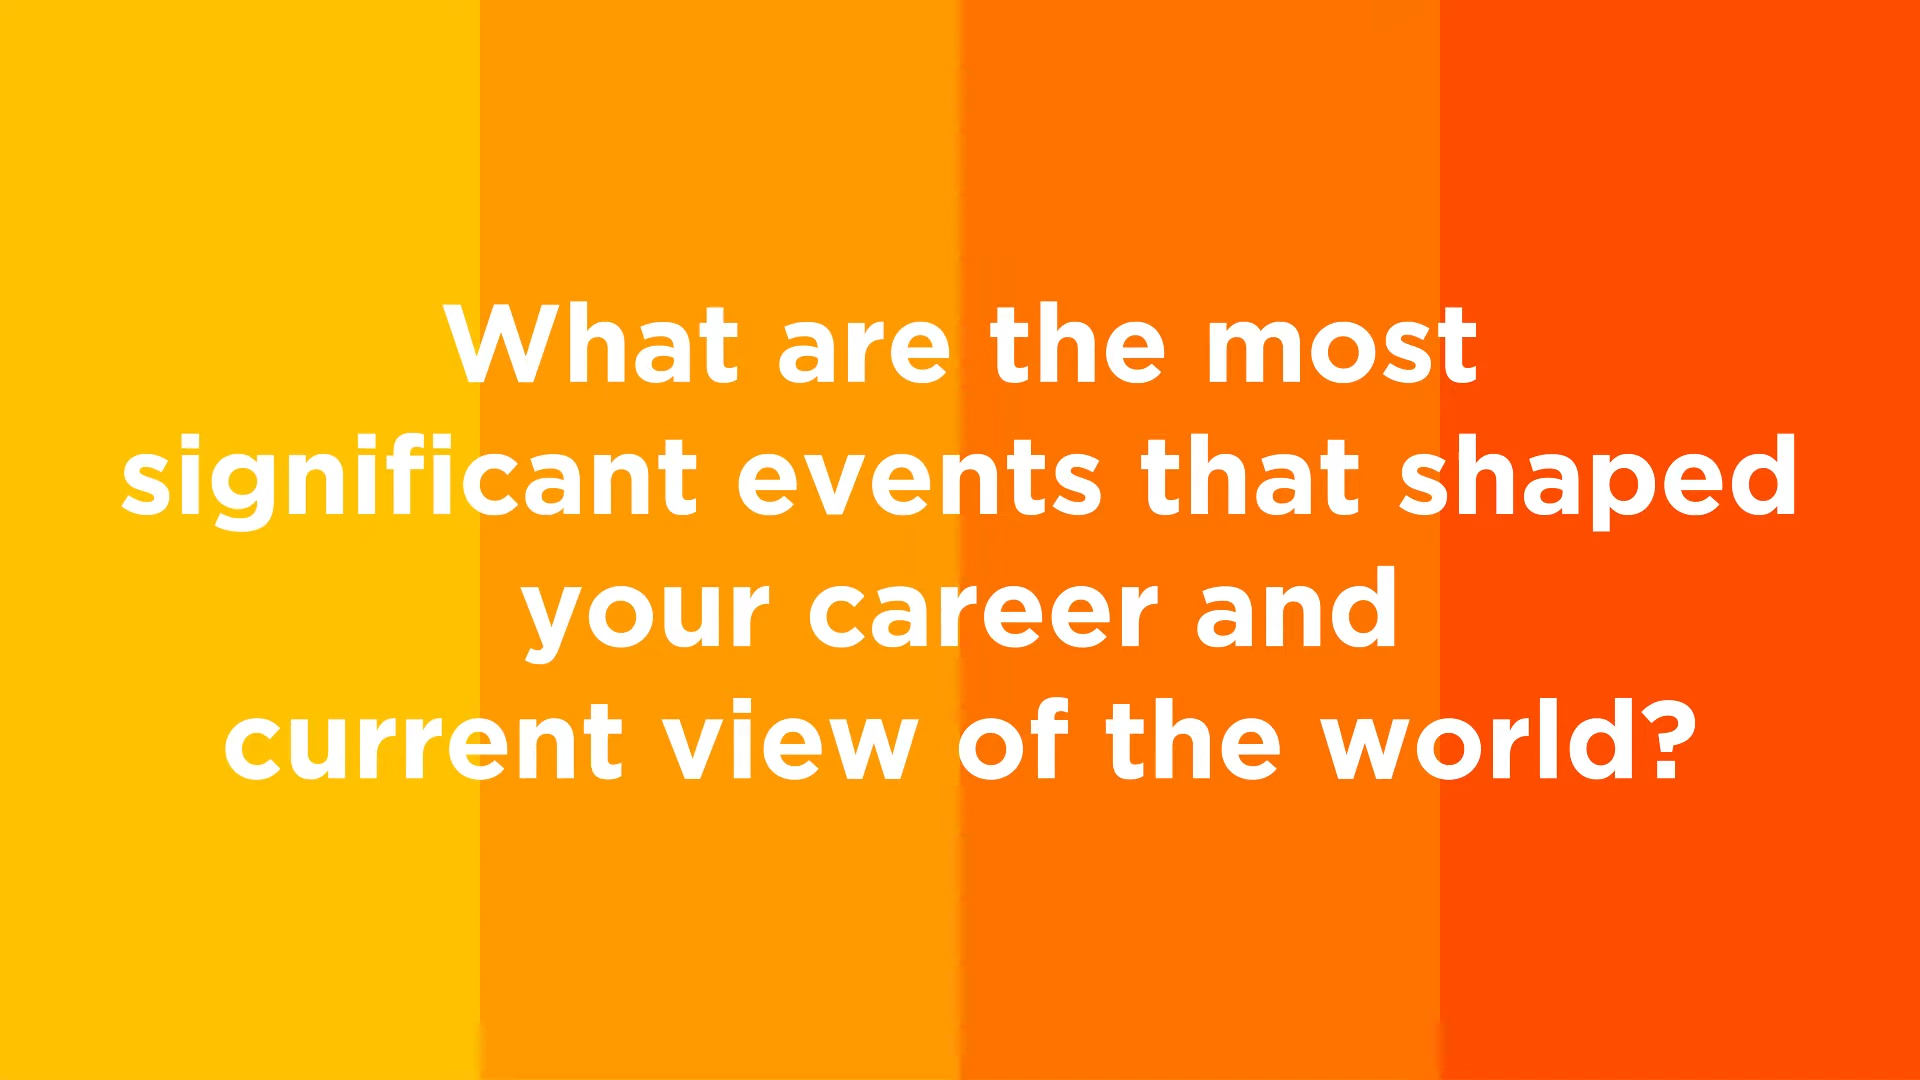 What are the most
significant events that shaped
your career and
current view of the world?